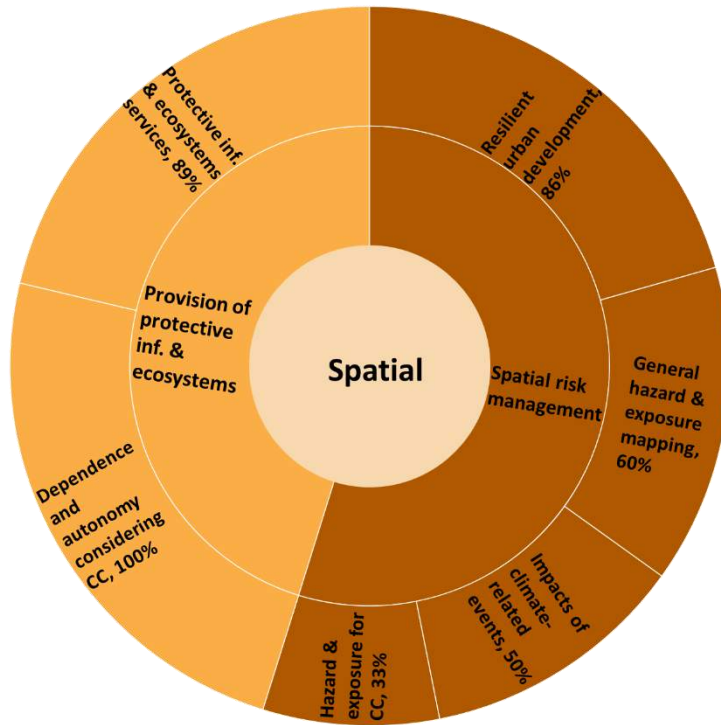 Spatial
Spatial risk
management
Resilient
urban
development,
86%
General
hazard &
exposure
mapping,
60%
Impacts of
climate-
related
events, 50%
Hazard &
exposure for
CC, 33%
Provision of
protective
inf. &
ecosystems
Dependence
and
autonomy
considering
CC, 100%
Protective inf.
& ecosystems
services, 89%